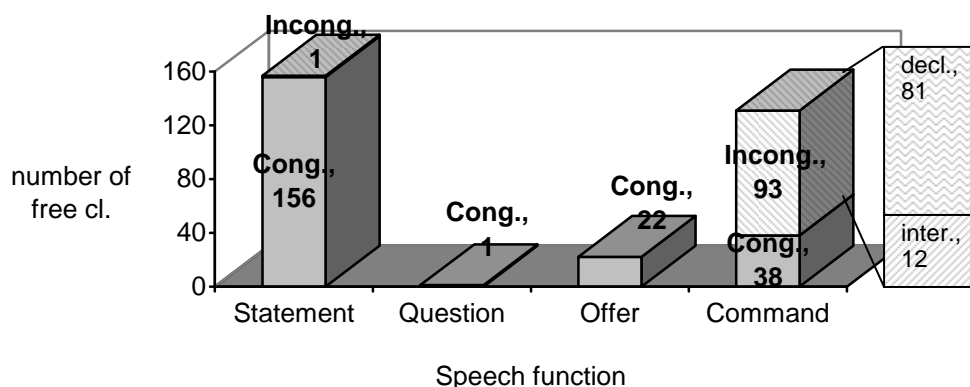 Incong.,
1
160
120
80
40
0
number of
free cl.
Cong.,
156
Cong.,
1
Cong.,
22
Incong.,
93
Cong.,
38
decl.,
81
inter.,
12
Statement Question Offer Command
Speech function